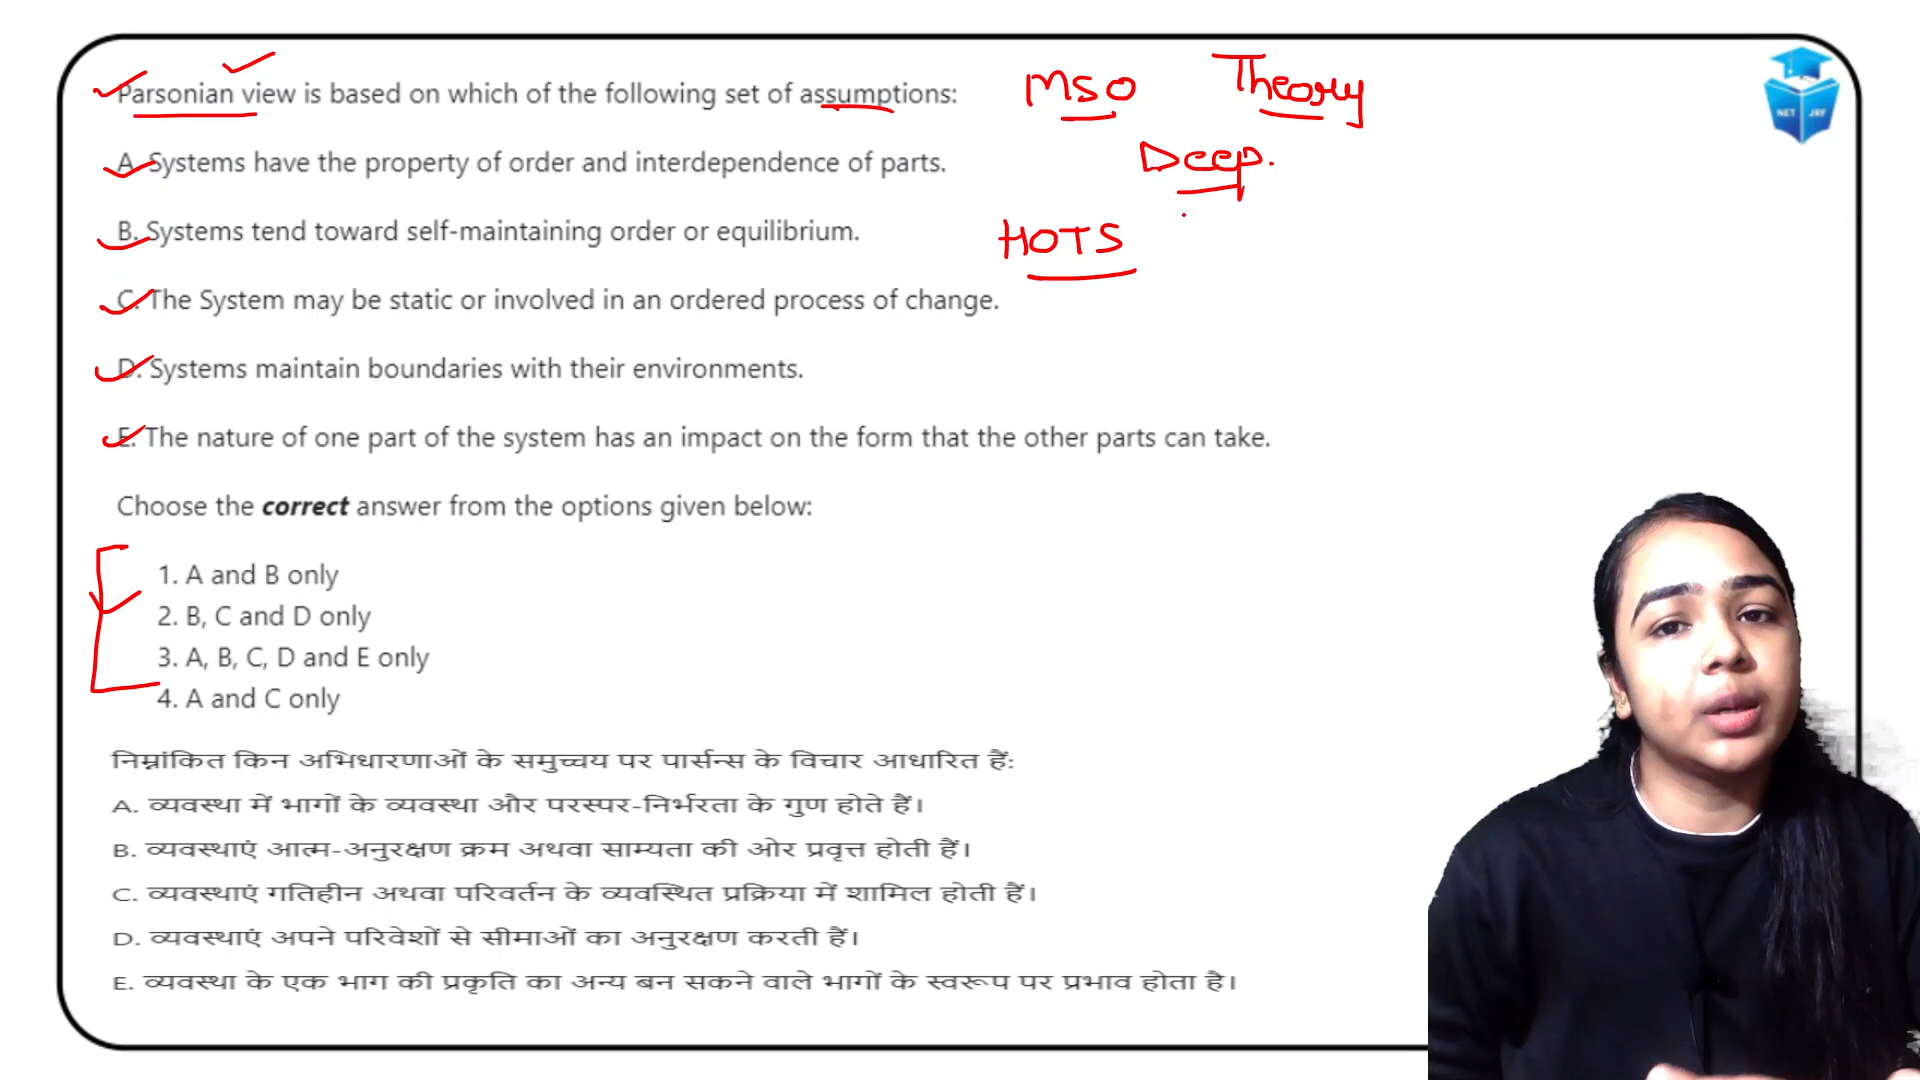 Parsonian view is based on which of the following set of assumptions:
MSO Theory
A. Systems have the property of order and interdependence of parts.
Deep.
B. Systems tend toward self-maintaining order or equilibrium.
HOTS
C. The System may be static or involved in an ordered process of change.
D. Systems maintain boundaries with their environments.
E. The nature of one part of the system has an impact on the form that the other parts can take.
Choose the correct answer from the options given below:
1. A and B only
2. B, C and D only
3. A, B, C, D and E only
4. A and C only
निम्नांकित किन अभिधारणाओं के समुच्चय पर पार्सन्स के विचार आधारित हैं:
A. व्यवस्था में भागों के व्यवस्था और परस्पर-निर्भरता के गुण होते हैं।
B. व्यवस्थाएं आत्म-अनुरक्षण क्रम अथवा साम्यता की ओर प्रवृत्त होती हैं।
C. व्यवस्थाएं गतिहीन अथवा परिवर्तन के व्यवस्थित प्रक्रिया में शामिल होती हैं।
D. व्यवस्थाएं अपने परिवेशों से सीमाओं का अनुरक्षण करती हैं।
E. व्यवस्था के एक भाग की प्रकृति का अन्य बन सकने वाले भागों के स्वरूप पर प्रभाव होता है।
NET JRF